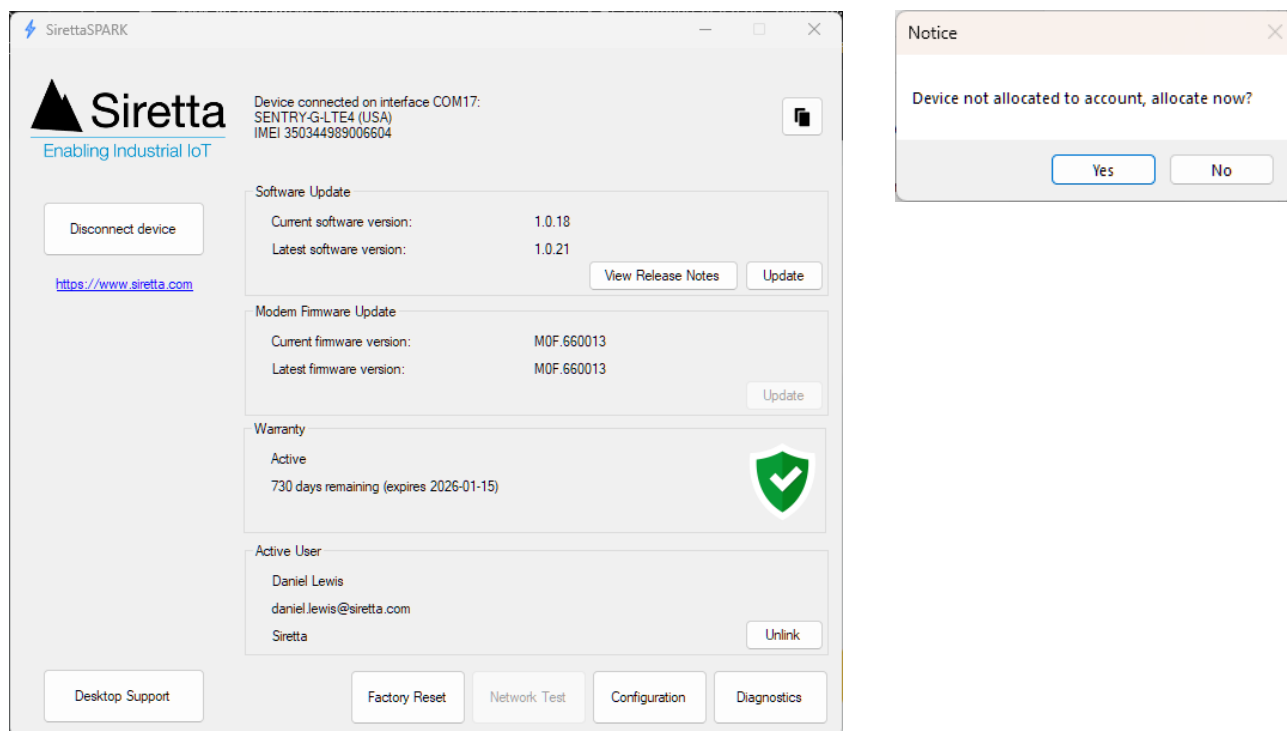 SirettaSPARK
Siretta
Enabling Industrial IoT
Device connected on interface COM17:
SENTRY-G-LTE4 (USA)
IMEI 350344989006604
Disconnect device
https://www.siretta.com
Software Update
Current software version: 1.0.18
Latest software version: 1.0.21
View Release Notes Update
Modem Firmware Update
Current firmware version: M0F.660013
Latest firmware version: M0F.660013
Update
Warranty
Active
730 days remaining (expires 2026-01-15)
Active User
Daniel Lewis
daniel.lewis@siretta.com
Siretta Unlink
Desktop Support Factory Reset Network Test Configuration Diagnostics
Notice
Device not allocated to account, allocate now?
Yes No